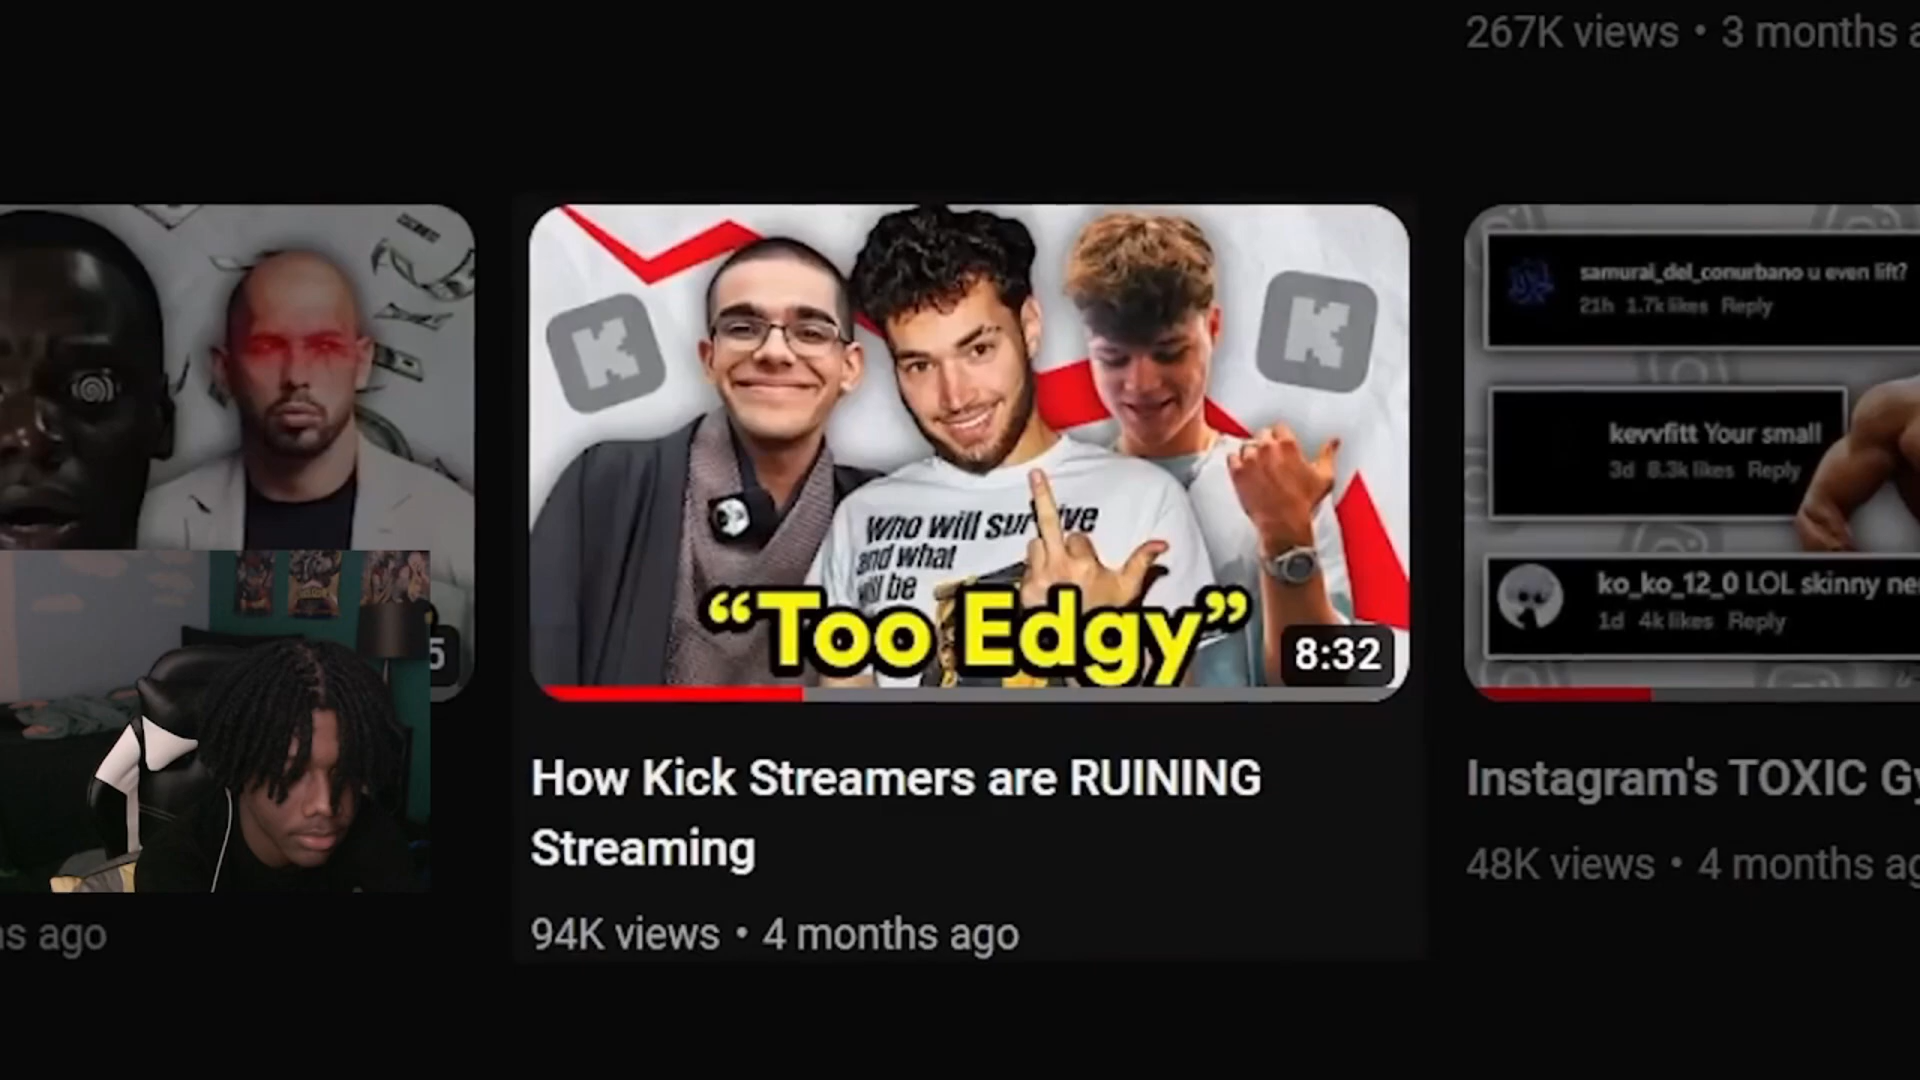 267K views • 3 months a
samurai_del_conurbano u even lift?
21h 1.7k likes Reply
K
K
kevvfitt Your small
3d 8.3k likes Reply
Who will survive
and what
will be
"Too Edgy"
8:32
5
ko_ko_12_0 LOL skinny ne
1d 4k likes Reply
How Kick Streamers are RUINING
Streaming
94K views • 4 months ago
Instagram's TOXIC Gy
48K views • 4 months ag
s ago